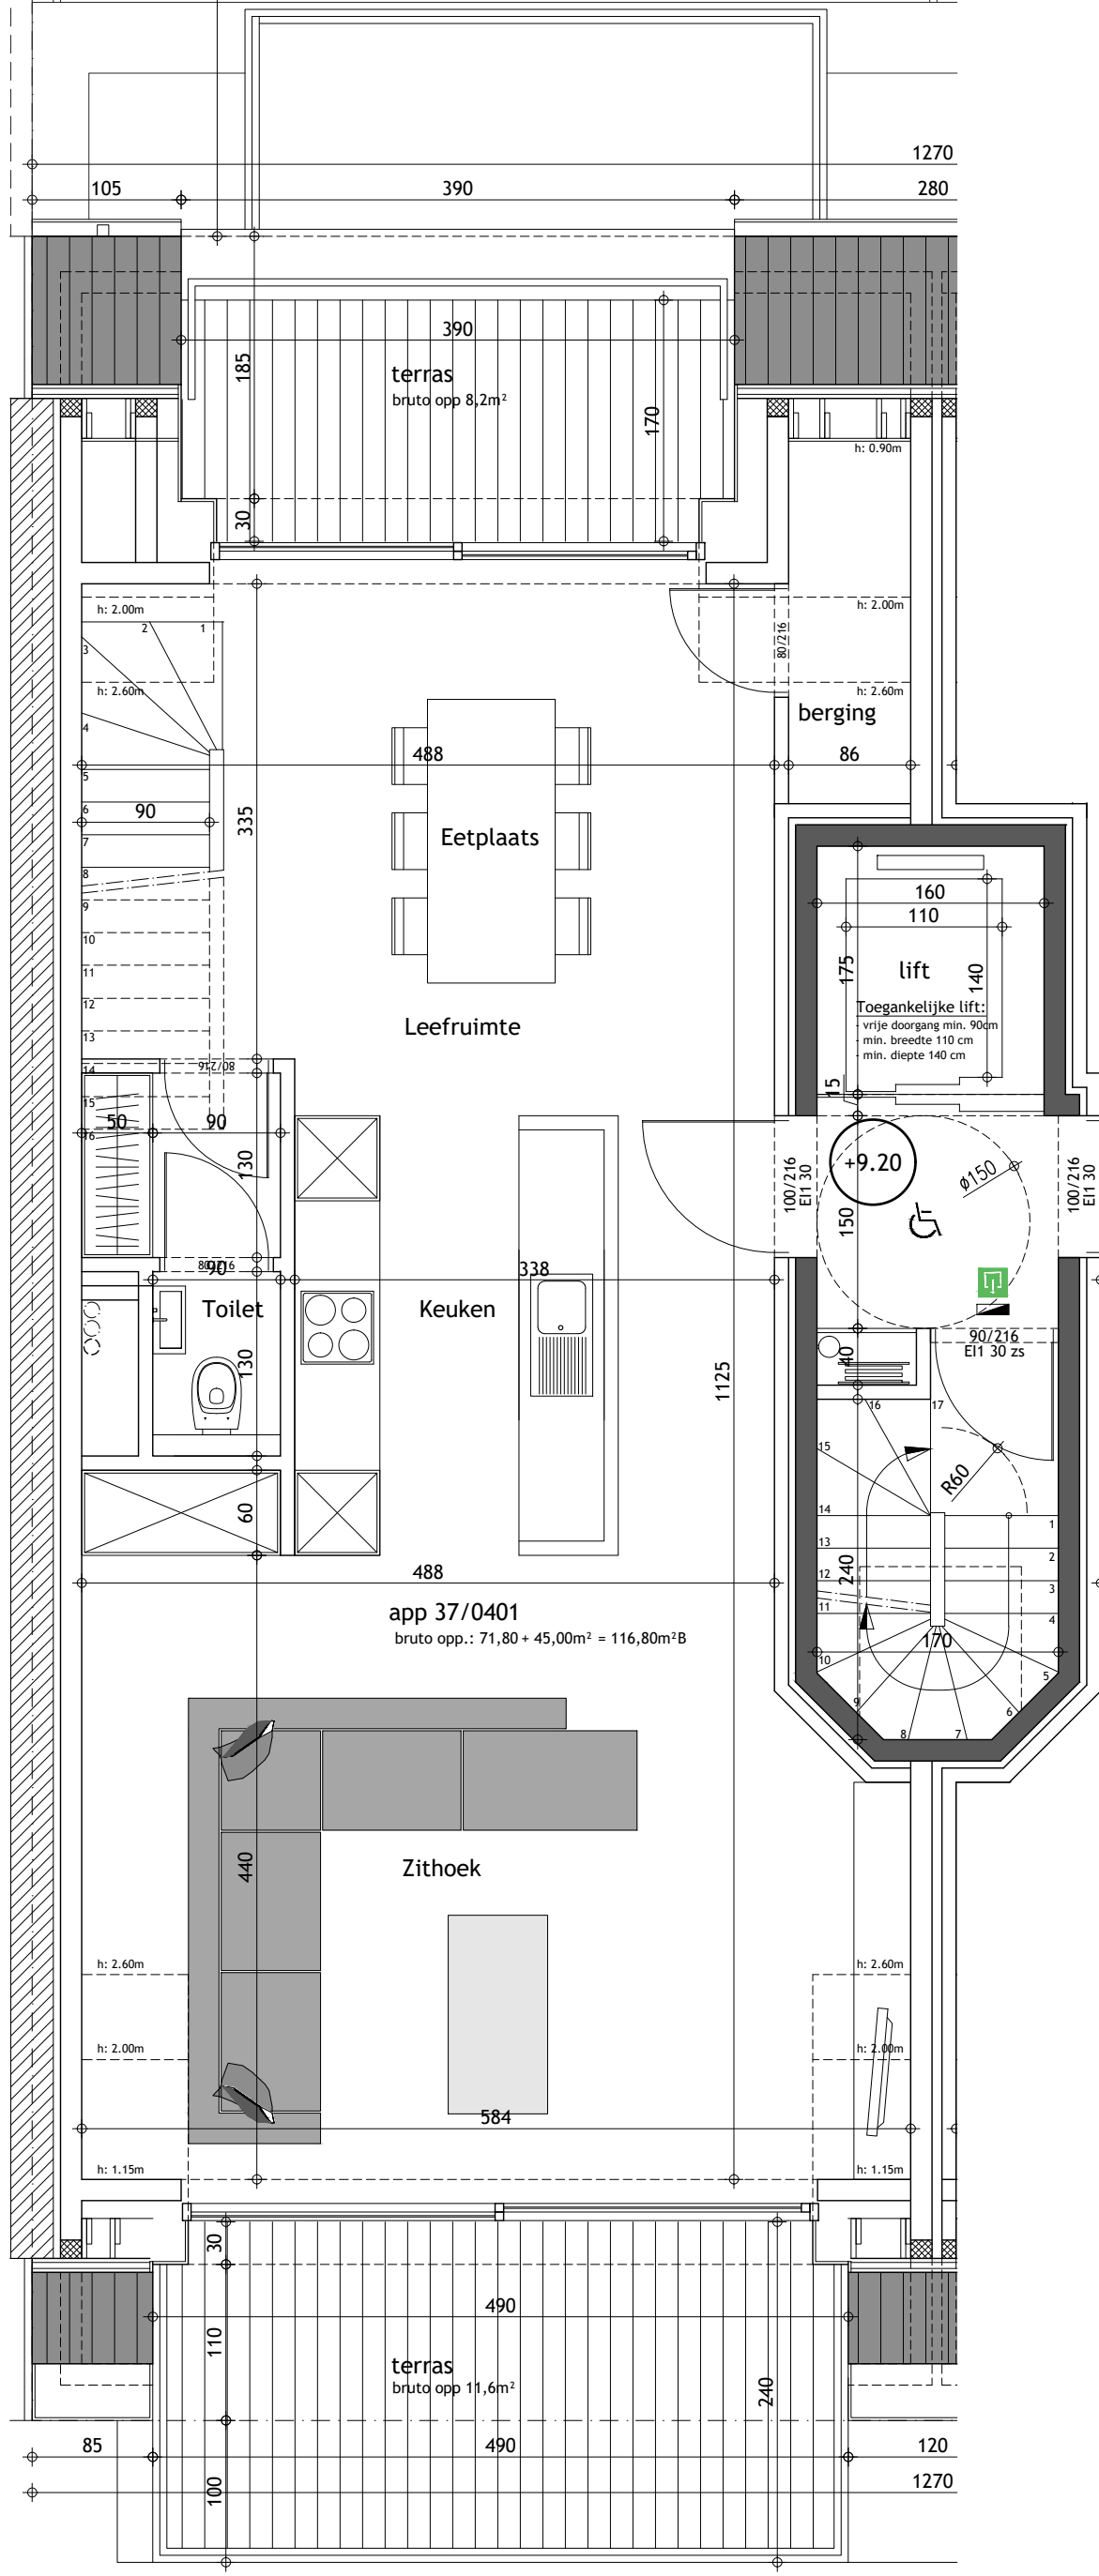 1270
105
390
280
390
185
terras
bruto opp 8,2m²
170
h: 0.90m
30
h: 2.00m
h: 2.00m
2
1
80/216
3
h: 2.60m
h: 2.60m
4
berging
488
86
5
6
90
335
7
Eetplaats
8
160
9
110
10
175
lift
140
11
Toegankelijke lift:
- vrije doorgang min. 90cm
- min. breedte 110 cm
- min. diepte 140 cm
12
Leefruimte
13
80/216
14
15
15
50
90
16
130
+9.20
ø150
100/216
EI1 30
100/216
EI1 30
150
80/216
90
338
Toilet
Keuken
90/216
EI1 30 zs
40
130
1125
16
17
15
R60
60
14
1
13
2
240
12
3
488
11
4
app 37/0401
bruto opp.: 71,80 + 45,00m² = 116,80m²B
170
10
5
9
6
8
7
440
Zithoek
h: 2.60m
h: 2.60m
h: 2.00m
h: 2.00m
584
h: 1.15m
h: 1.15m
30
490
110
terras
bruto opp 11,6m²
240
85
490
120
100
1270